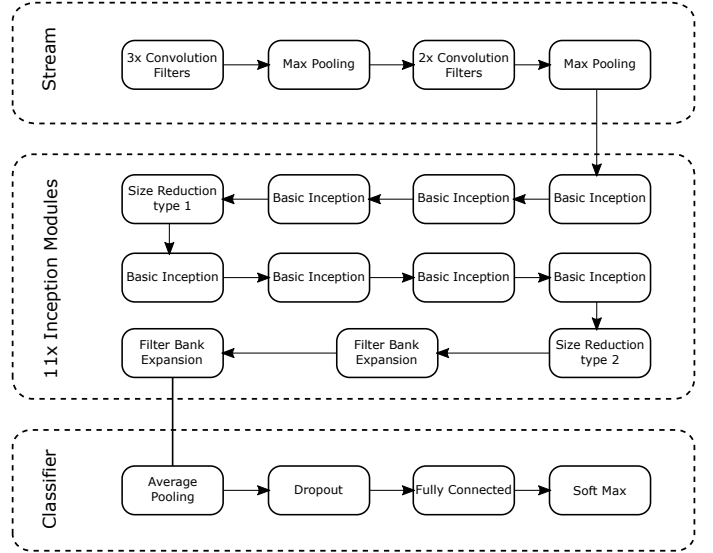 Stream
3x Convolution
Filters
Max Pooling
2x Convolution
Filters
Max Pooling
11x Inception Modules
Size Reduction
type 1
Basic Inception
Basic Inception
Basic Inception
Basic Inception
Basic Inception
Basic Inception
Basic Inception
Filter Bank
Expansion
Filter Bank
Expansion
Size Reduction
type 2
Classifier
Average
Pooling
Dropout
Fully Connected
Soft Max